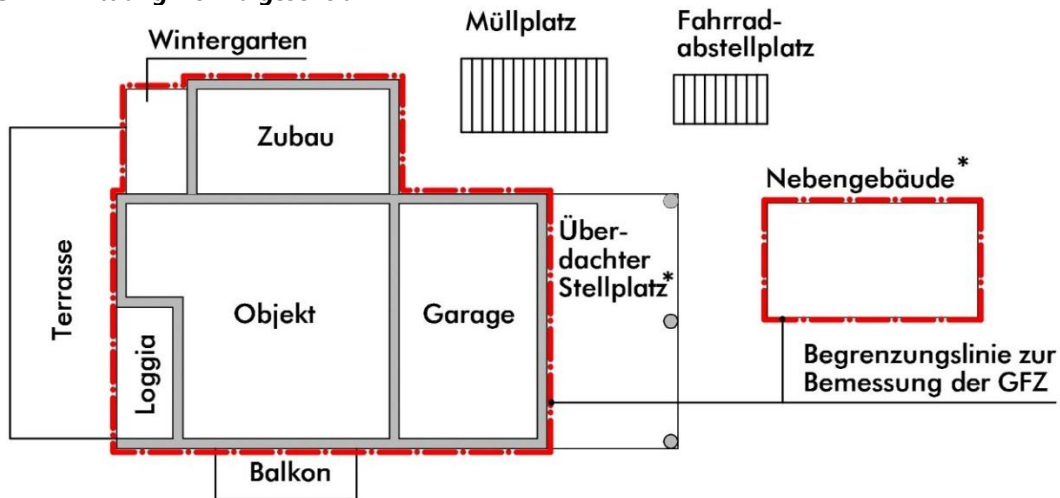 Wintergarten
Müllplatz
Fahrrad-
abstellplatz
Zubau
Nebengebäude*
Über-
dachter
Stellplatz*
Terrasse
Objekt
Garage
Loggia
Begrenzungslinie zur
Bemessung der GFZ
Balkon